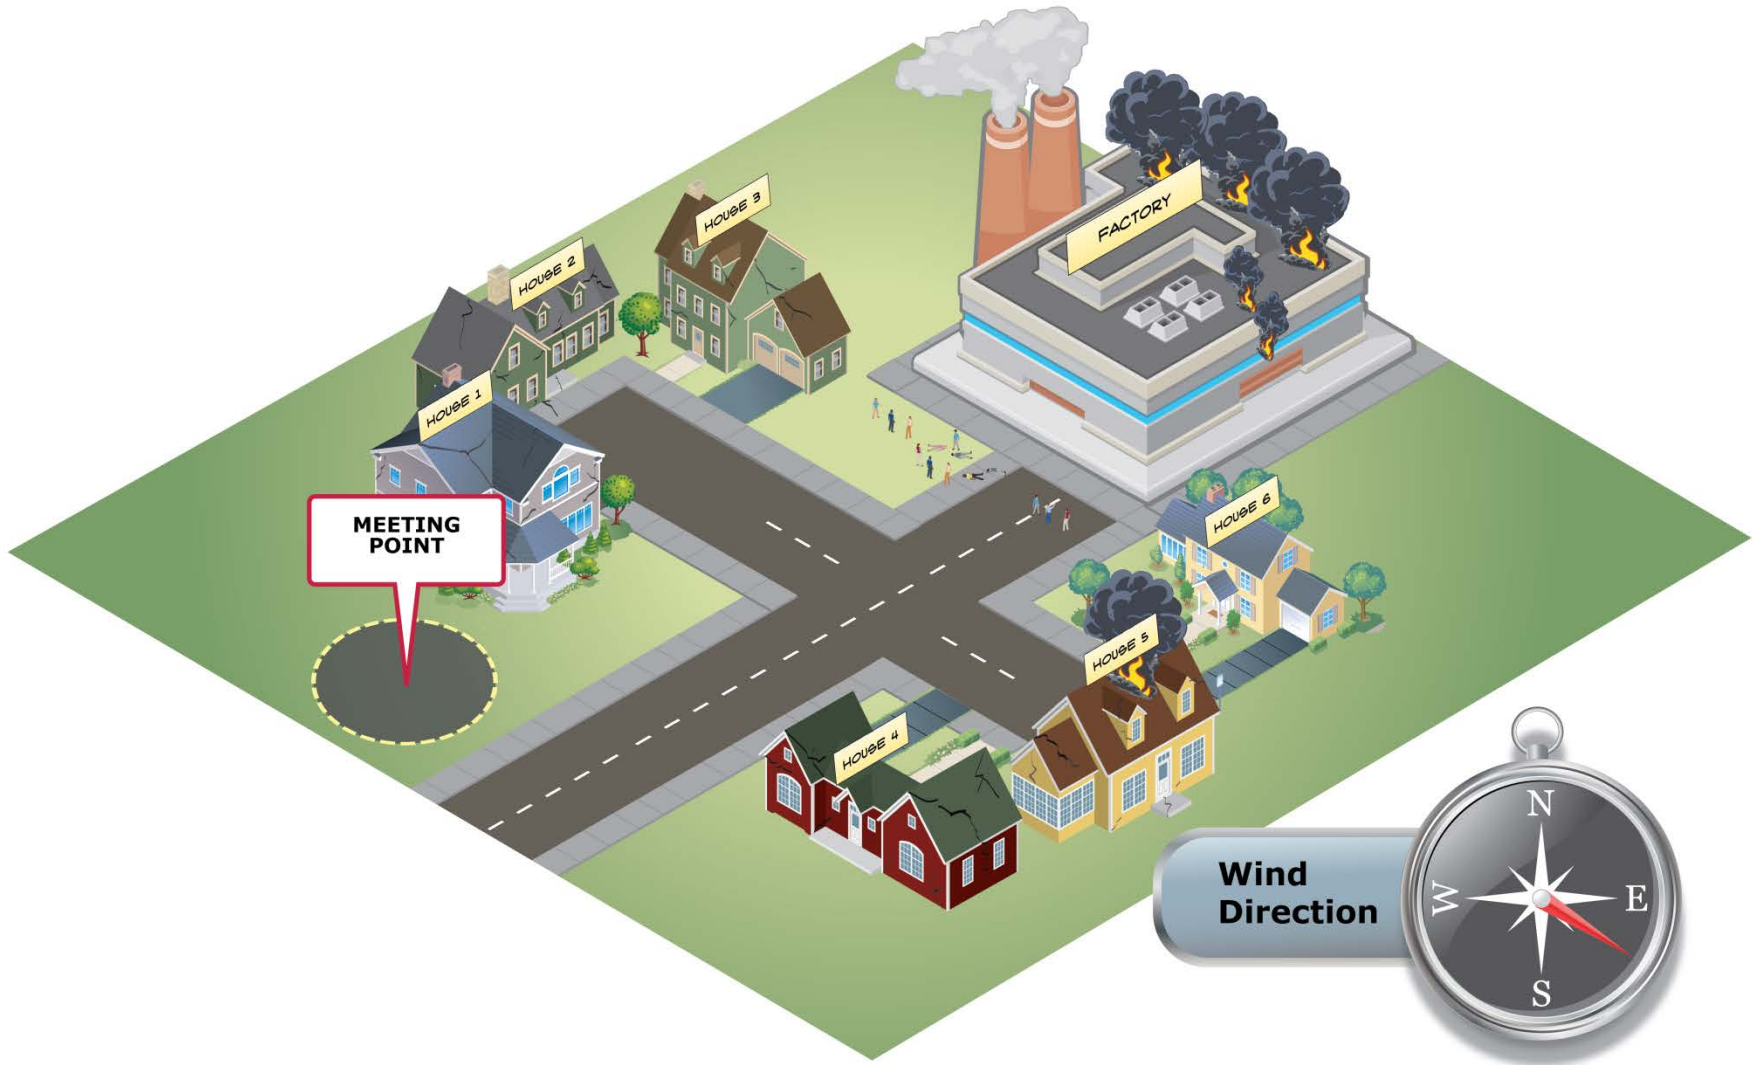 FACTORY
HOUSE 3
HOUSE 2
HOUSE 1
MEETING
POINT
HOUSE 6
HOUSE 5
HOUSE 4
Wind
Direction
N
W
E
S